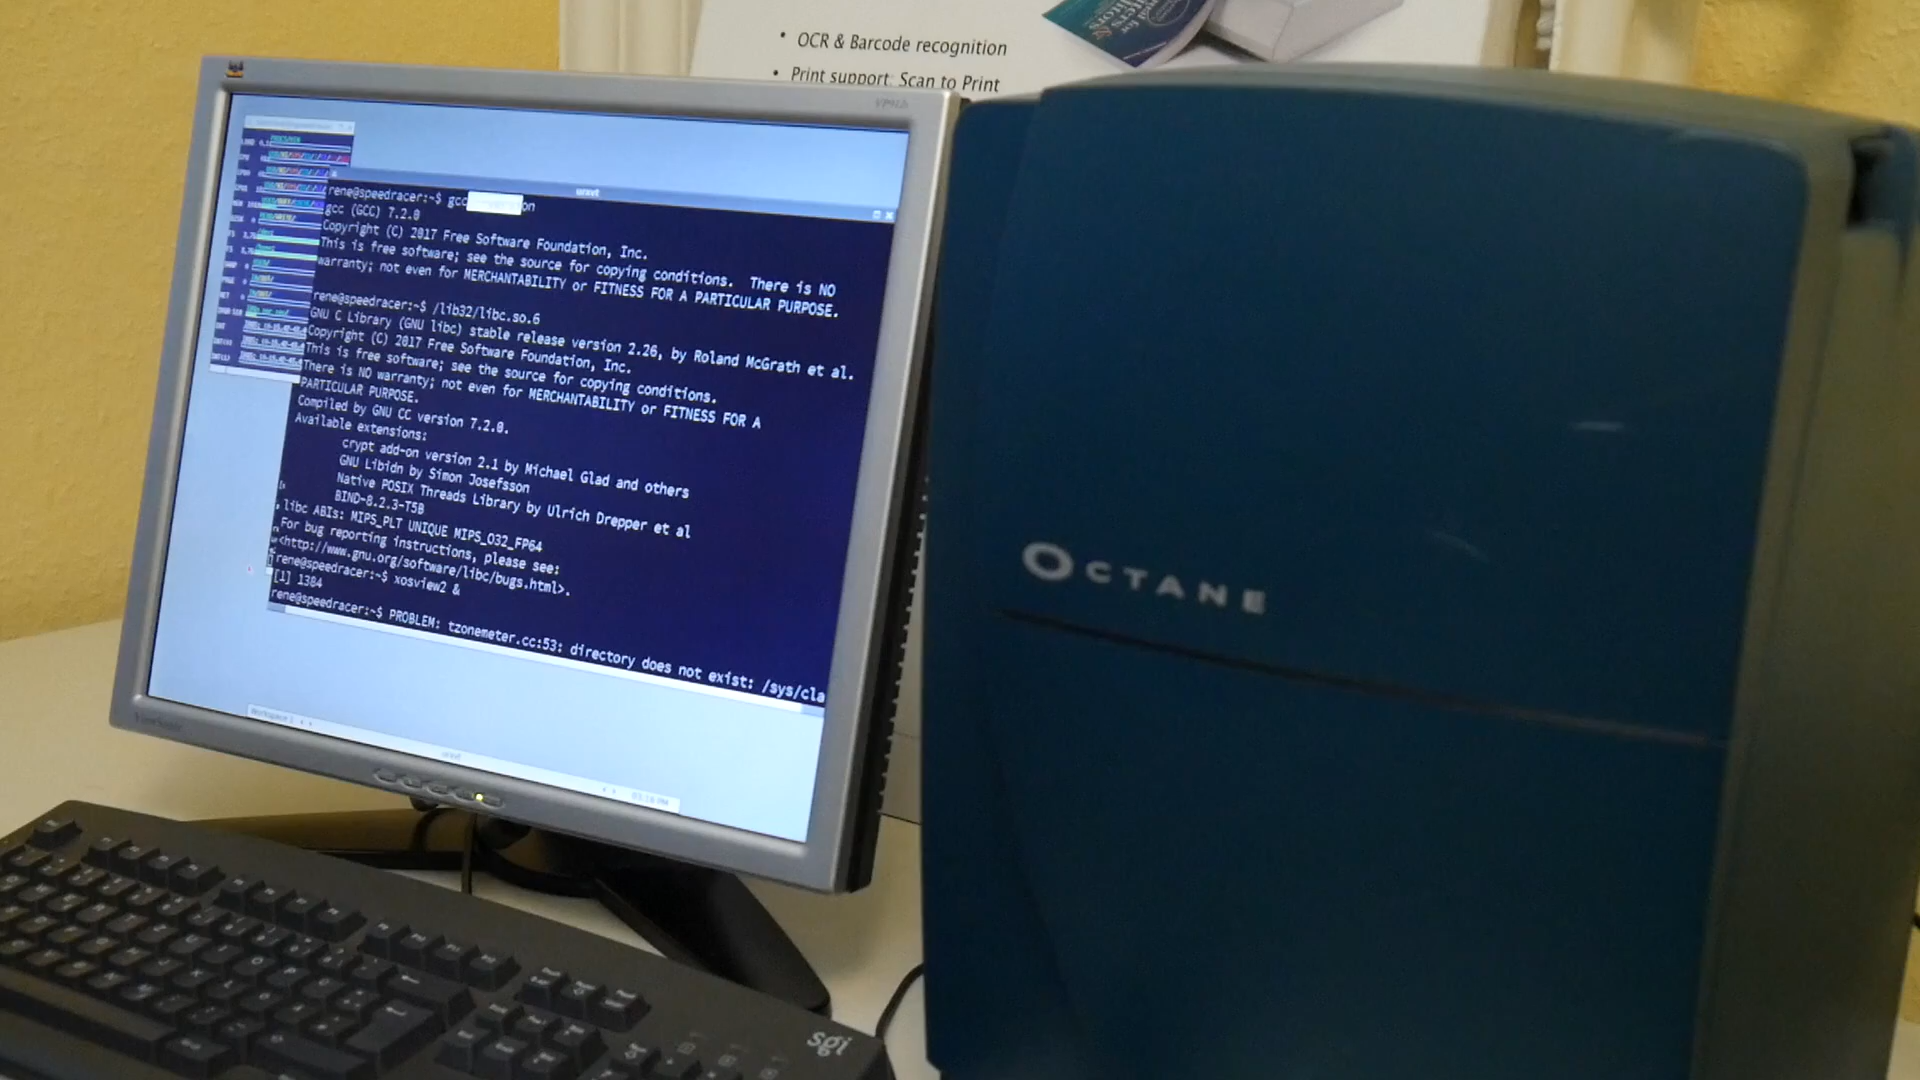 • OCR & Barcode recognition
• Print support: Scan to Print
urxvt
rene@speedracer:~$ gcc
gcc (GCC) 7.2.0
Copyright (C) 2017 Free Software Foundation, Inc.
This is free software; see the source for copying conditions. There is NO
warranty; not even for MERCHANTABILITY or FITNESS FOR A PARTICULAR PURPOSE.
rene@speedracer:~$ /lib32/libc.so.6
GNU C Library (GNU libc) stable release version 2.26, by Roland McGrath et al.
Copyright (C) 2017 Free Software Foundation, Inc.
This is free software; see the source for copying conditions.
There is NO warranty; not even for MERCHANTABILITY or FITNESS FOR A
PARTICULAR PURPOSE.
Compiled by GNU CC version 7.2.0.
Available extensions:
crypt add-on version 2.1 by Michael Glad and others
GNU Libidn by Simon Josefsson
Native POSIX Threads Library by Ulrich Drepper et al
BIND-8.2.3-T5B
libc ABIs: MIPS_PLT UNIQUE MIPS_O32_FP64
For bug reporting instructions, please see:
<http://www.gnu.org/software/libc/bugs.html>.
rene@speedracer:~$ xosview2 &
[1] 1384
rene@speedracer:~$ PROBLEM: tzonemeter.cc:53: directory does not exist: /sys/cla
Workspace 1
urxvt
OCTANE
sgi